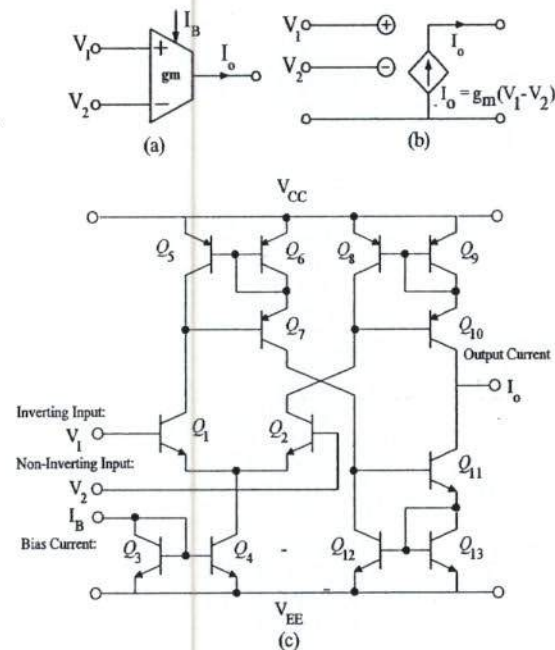 I_B
V_1
+
gm
I_o
V_2
−
(a)
V_1
+
I_o
V_2
−
I_o = g_m(V_1-V_2)
(b)
V_CC
Q_5
Q_6
Q_8
Q_9
Q_7
Q_10
Output Current
I_o
Inverting Input:
V_1
Q_1
Q_2
Non-Inverting Input:
V_2
Q_11
I_B
Bias Current:
Q_3
Q_4
Q_12
Q_13
V_EE
(c)